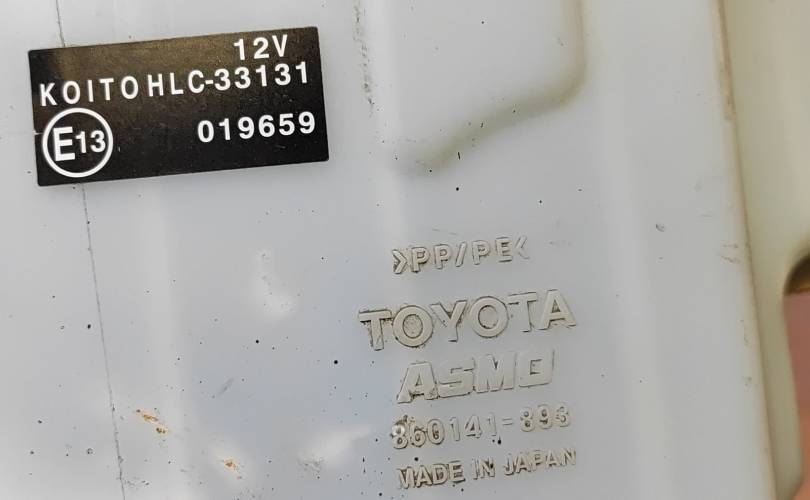 12V
KOITO HLC-33131
E13 019659
>PP/PE<
TOYOTA
ASMO
860141-893
MADE IN JAPAN